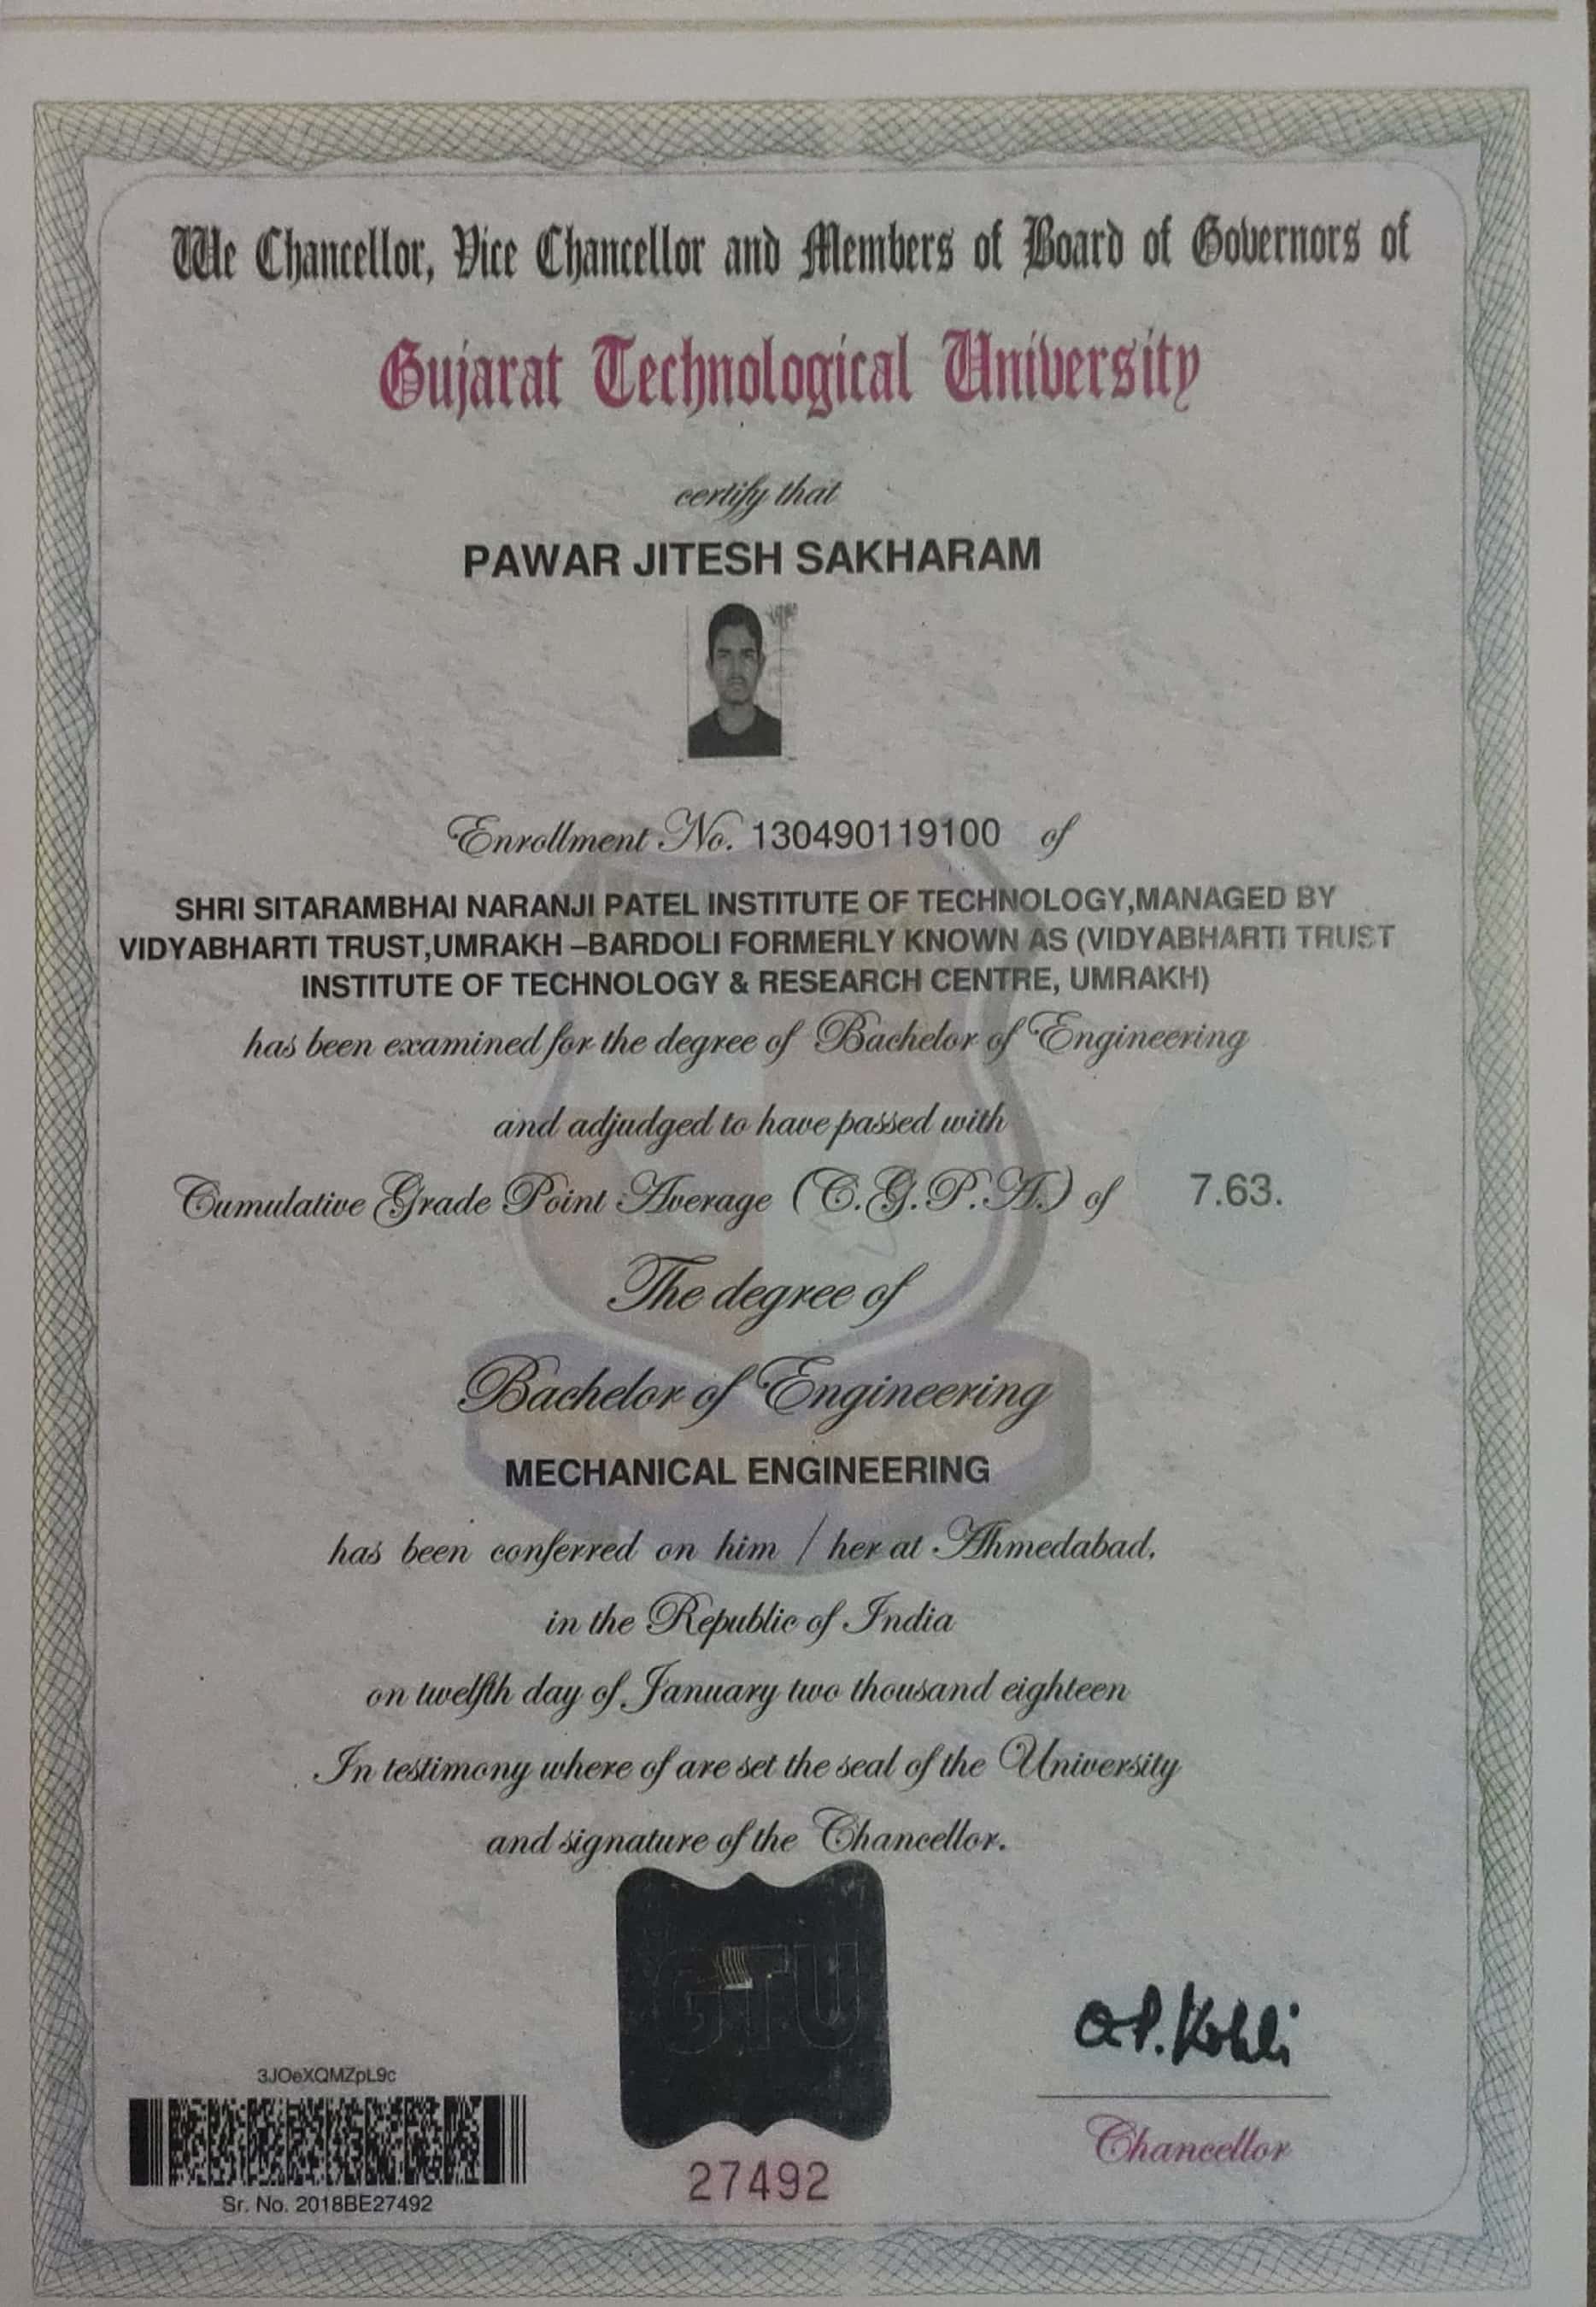 We Chancellor, Vice Chancellor and Members of Board of Governors of
Gujarat Technological University
certify that
PAWAR JITESH SAKHARAM
Enrollment No. 130490119100 of
SHRI SITARAMBHAI NARANJI PATEL INSTITUTE OF TECHNOLOGY,MANAGED BY
VIDYABHARTI TRUST,UMRAKH –BARDOLI FORMERLY KNOWN AS (VIDYABHARTI TRUST
INSTITUTE OF TECHNOLOGY & RESEARCH CENTRE, UMRAKH)
has been examined for the degree of Bachelor of Engineering
and adjudged to have passed with
Cumulative Grade Point Average (C.G.P.A.) of 7.63.
The degree of
Bachelor of Engineering
MECHANICAL ENGINEERING
has been conferred on him / her at Ahmedabad,
in the Republic of India
on twelfth day of January two thousand eighteen
In testimony where of are set the seal of the University
and signature of the Chancellor.
GTU
O.P. Kohli
Chancellor
3JOeXQMZpL9c
Sr. No. 2018BE27492
27492